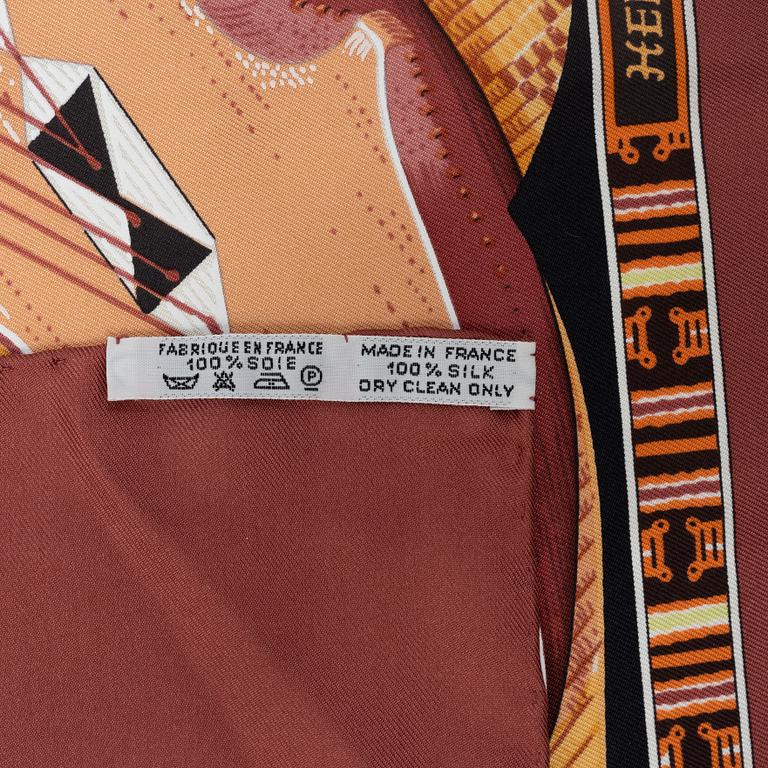 FABRIQUE EN FRANCE
100% SOIE
MADE IN FRANCE
100% SILK
DRY CLEAN ONLY
P